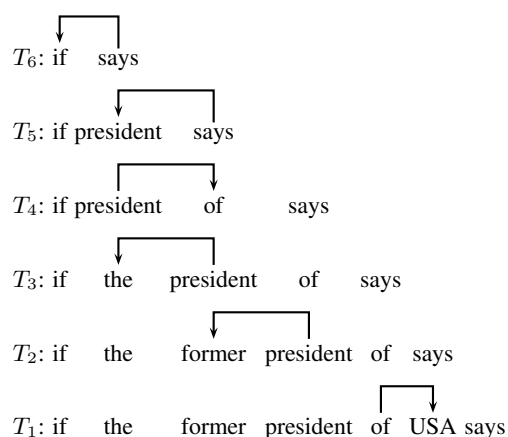 T6: if says
T5: if president says
T4: if president of says
T3: if the president of says
T2: if the former president of says
T1: if the former president of USA says